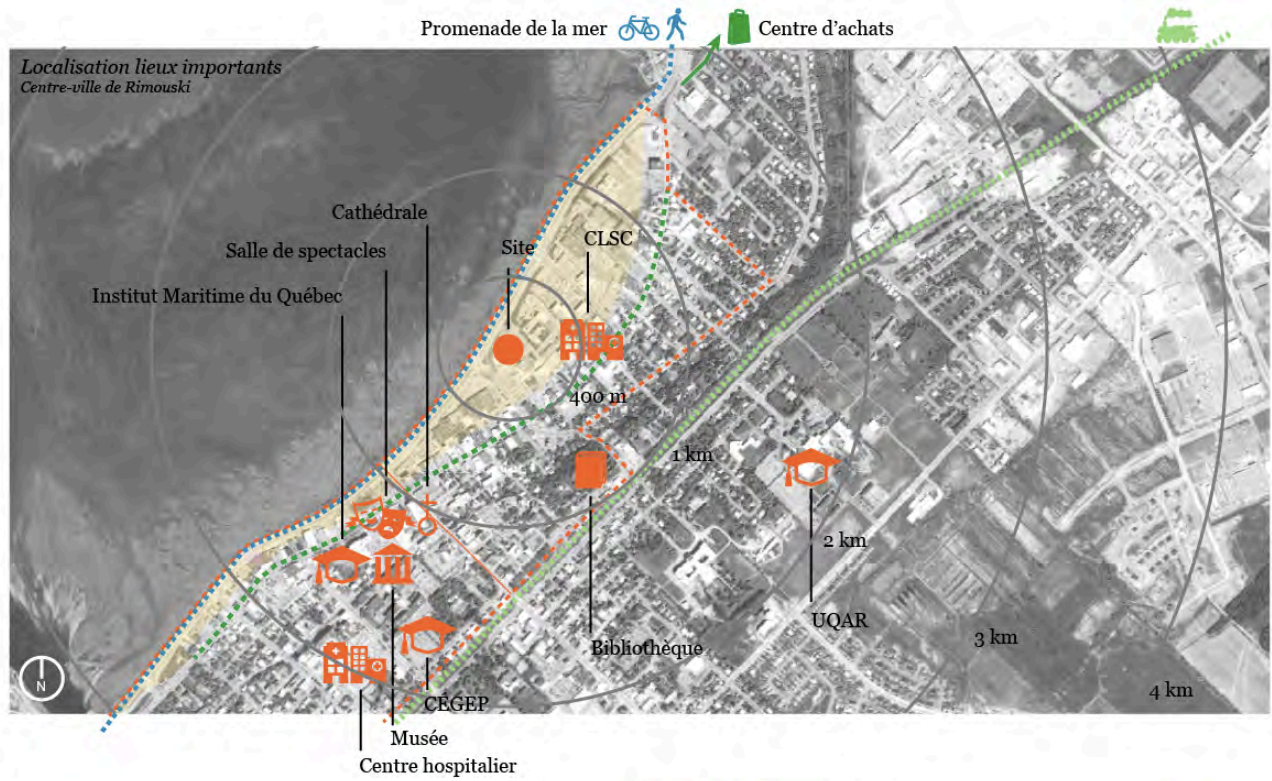 Promenade de la mer
Centre d'achats
Localisation lieux importants
Centre-ville de Rimouski
Cathédrale
Salle de spectacles
Site
CLSC
Institut Maritime du Québec
400 m
1 km
2 km
UQAR
3 km
Bibliothèque
4 km
N
CÉGEP
Musée
Centre hospitalier